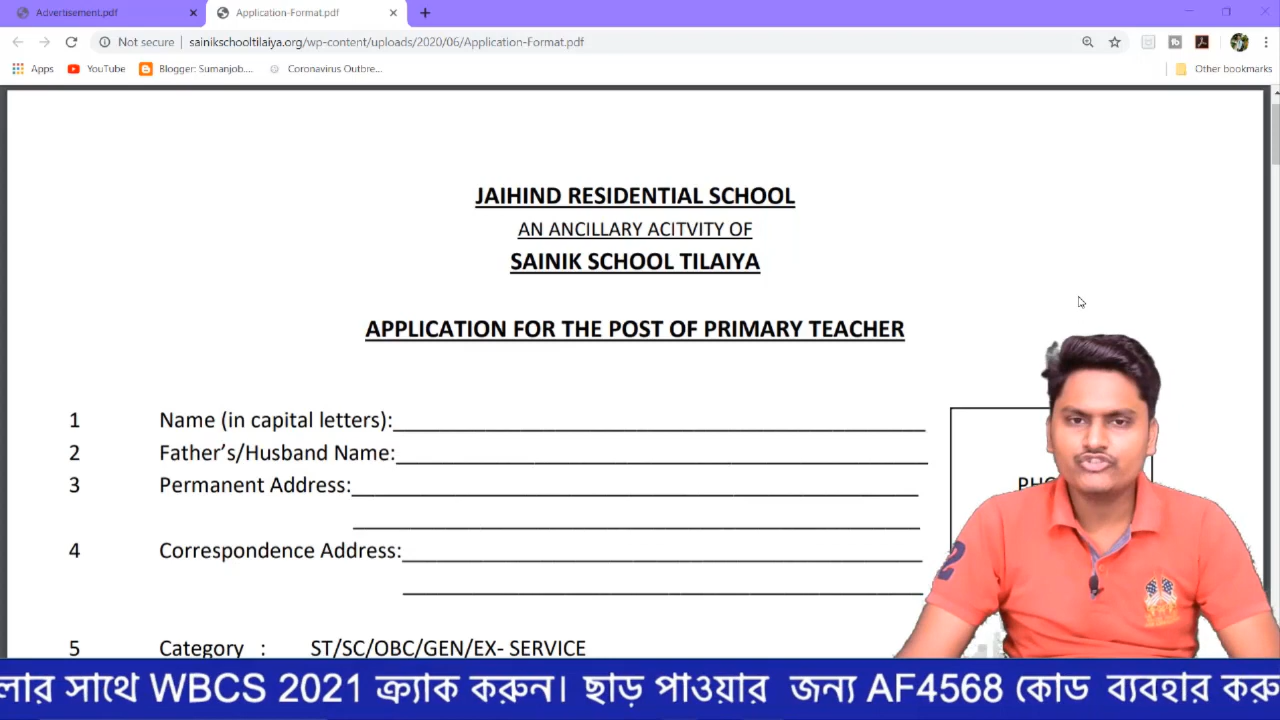 Advertisement.pdf
Application-Format.pdf
Not secure | sainikschooltilaiya.org/wp-content/uploads/2020/06/Application-Format.pdf
Apps YouTube Blogger: Sumanjob.... Coronavirus Outbre... Other bookmarks
JAIHIND RESIDENTIAL SCHOOL
AN ANCILLARY ACITVITY OF
SAINIK SCHOOL TILAIYA
APPLICATION FOR THE POST OF PRIMARY TEACHER
1 Name (in capital letters):
2 Father's/Husband Name:
3 Permanent Address:
4 Correspondence Address:
5 Category : ST/SC/OBC/GEN/EX- SERVICE
2
সাথে WBCS 2021 ক্র্যাক করুন। ছাড় পাওয়ার জন্য AF4568 কোড ব্যবহার